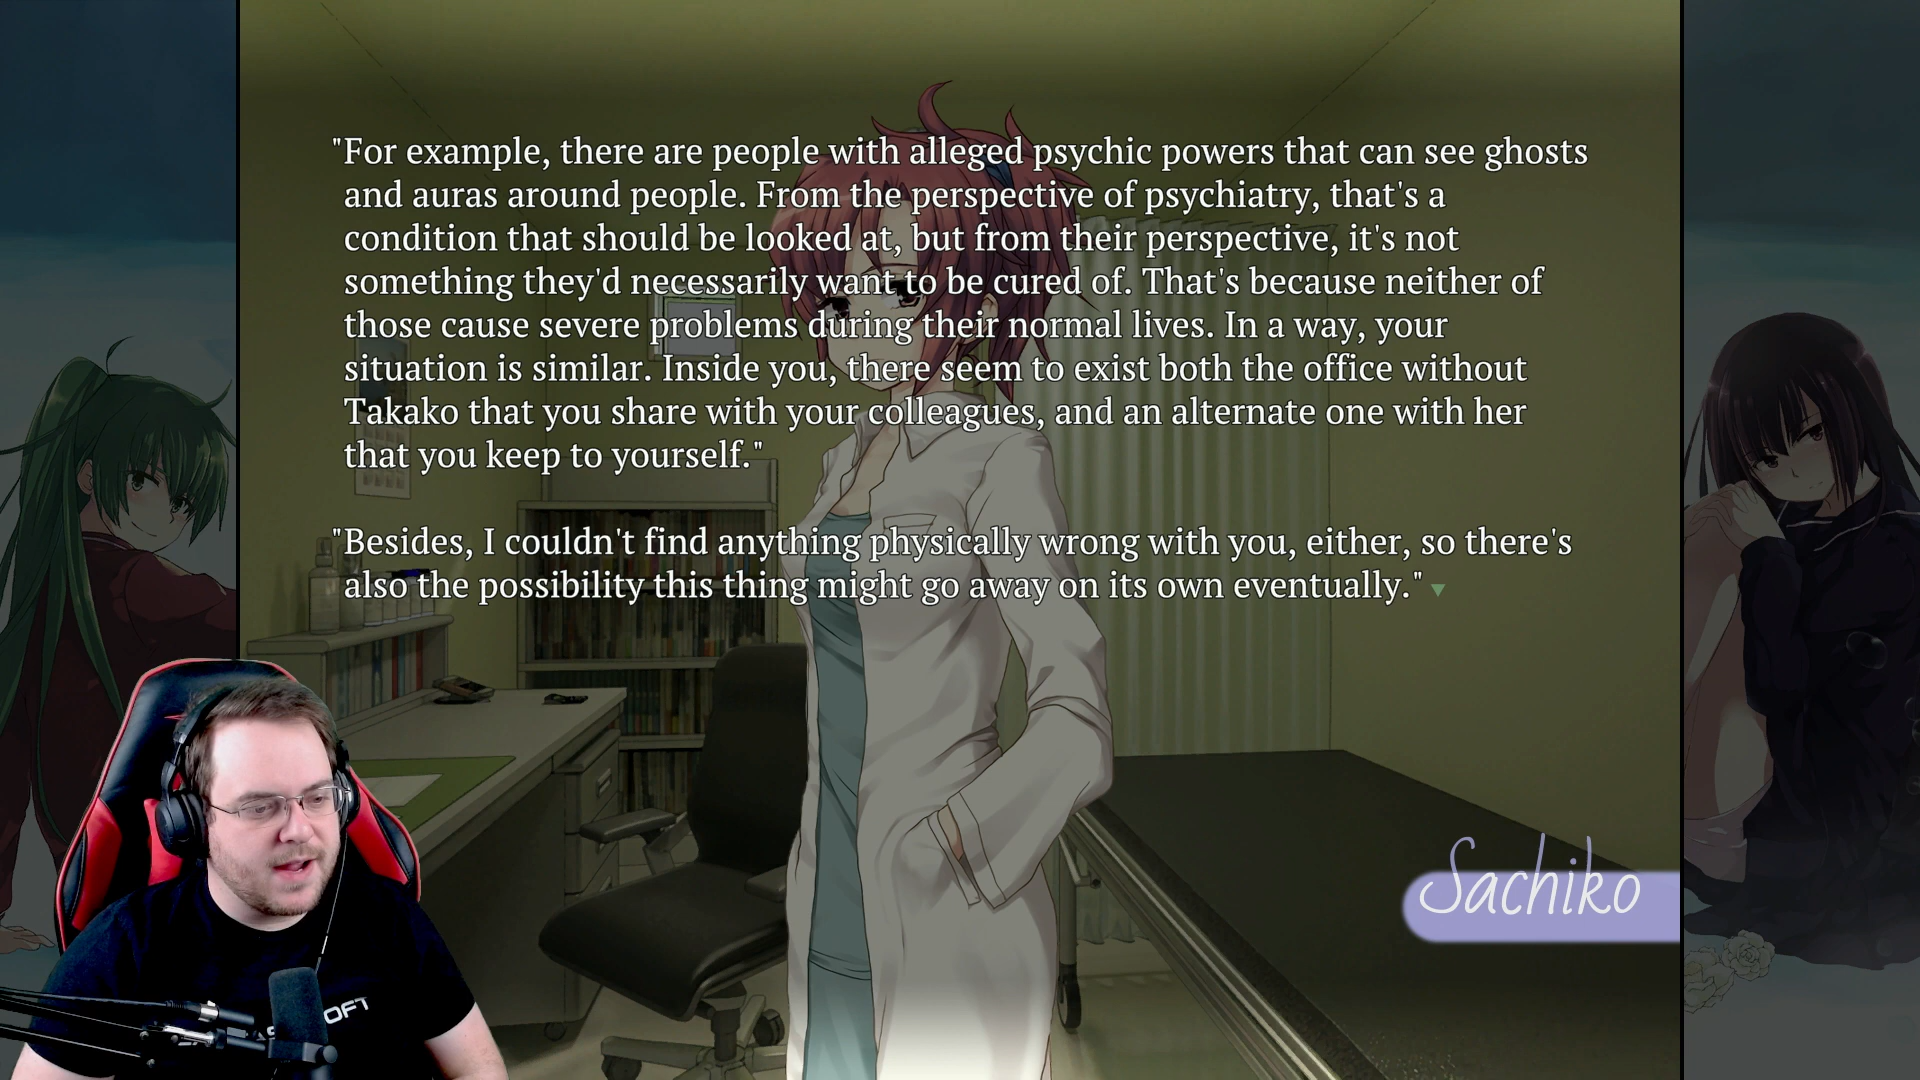 "For example, there are people with alleged psychic powers that can see ghosts
and auras around people. From the perspective of psychiatry, that's a
condition that should be looked at, but from their perspective, it's not
something they'd necessarily want to be cured of. That's because neither of
those cause severe problems during their normal lives. In a way, your
situation is similar. Inside you, there seem to exist both the office without
Takako that you share with your colleagues, and an alternate one with her
that you keep to yourself."
"Besides, I couldn't find anything physically wrong with you, either, so there's
also the possibility this thing might go away on its own eventually."
Sachiko